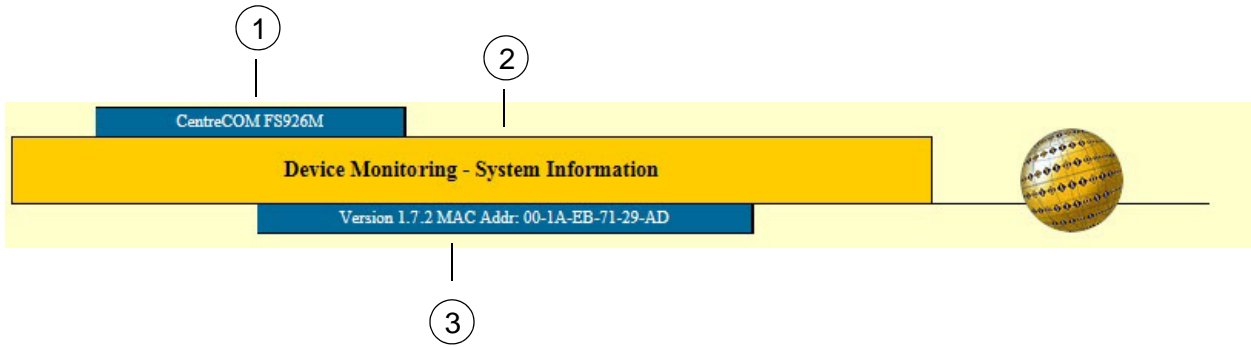 1
2
CentreCOM FS926M
Device Monitoring - System Information
Version 1.7.2 MAC Addr: 00-1A-EB-71-29-AD
3